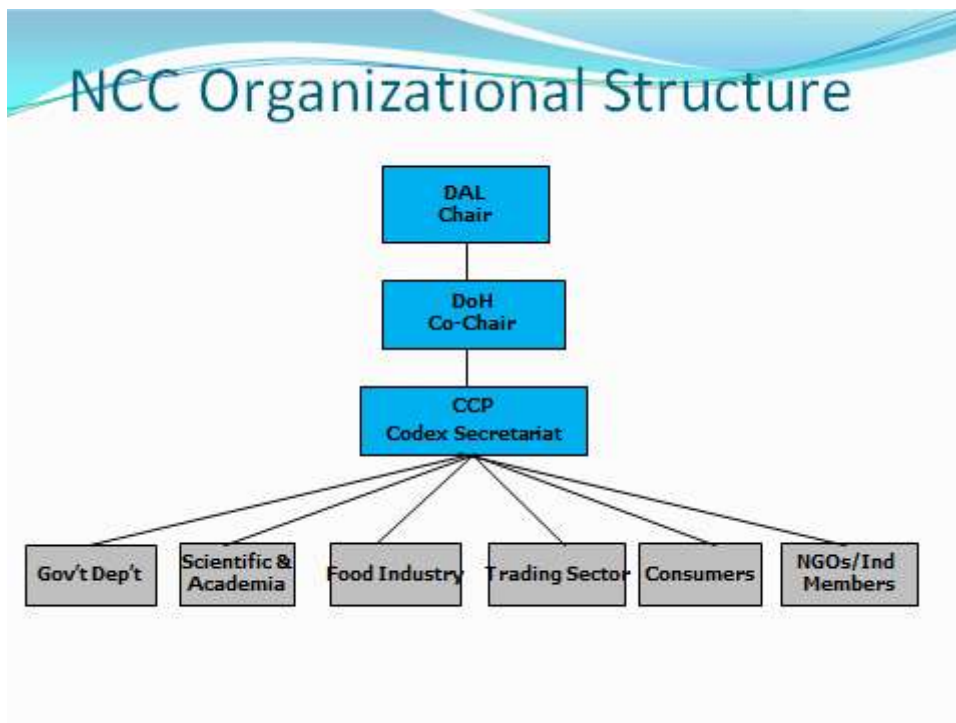 NCC Organizational Structure
DAL
Chair
DoH
Co-Chair
CCP
Codex Secretariat
Gov't Dep't
Scientific &
Academia
Food Industry
Trading Sector
Consumers
NGOs/Ind
Members